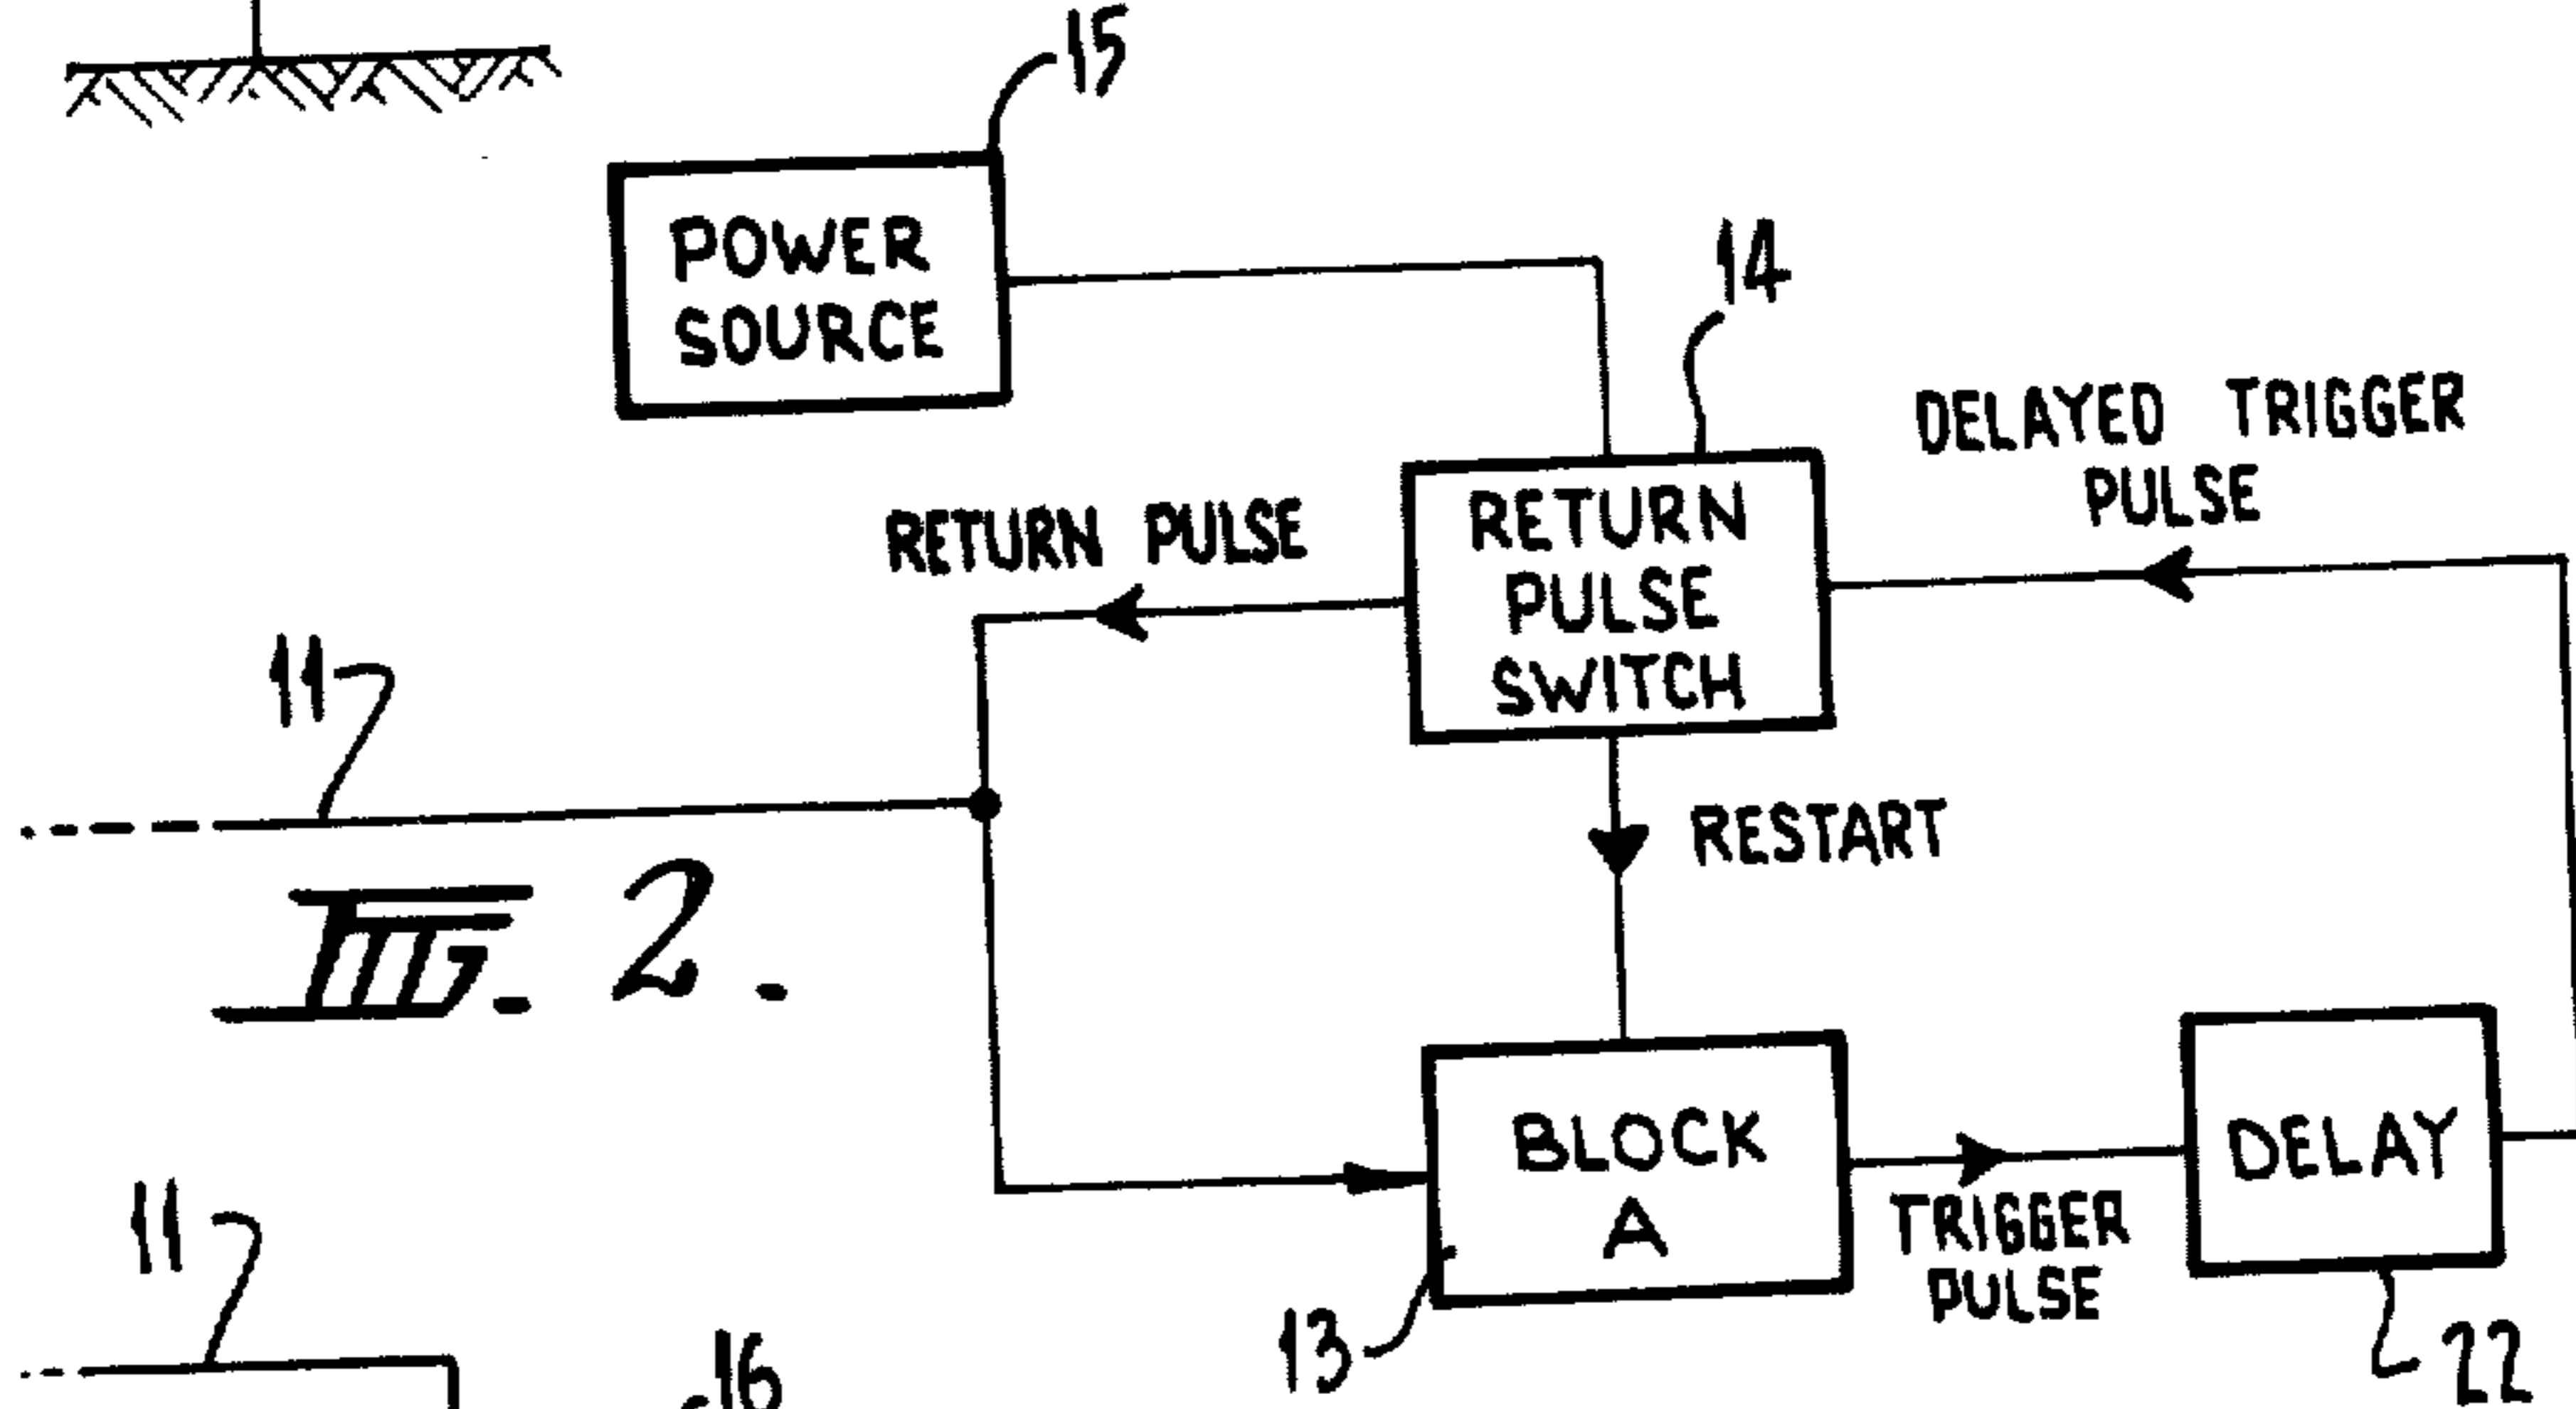 15
POWER
SOURCE
14
DELAYED TRIGGER
PULSE
RETURN PULSE
RETURN
PULSE
SWITCH
11
RESTART
FIG. 2.
BLOCK
A
DELAY
TRIGGER
PULSE
13
22
11
16